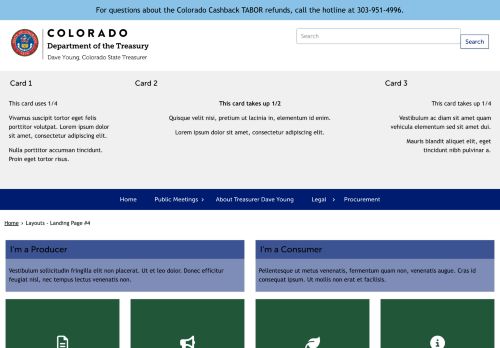 For questions about the Colorado Cashback TABOR refunds, call the hotline at 303-951-4996.
COLORADO
Department of the Treasury
Dave Young, Colorado State Treasurer
Search
Search
Card 1
This card uses 1/4
Vivamus suscipit tortor eget felis
porttitor volutpat. Lorem ipsum dolor
sit amet, consectetur adipiscing elit.
Nulla porttitor accumsan tincidunt.
Proin eget tortor risus.
Card 2
This card takes up 1/2
Quisque velit nisi, pretium ut lacinia in, elementum id enim.
Lorem ipsum dolor sit amet, consectetur adipiscing elit.
Card 3
This card takes up 1/4
Vestibulum ac diam sit amet quam
vehicula elementum sed sit amet dui.
Mauris blandit aliquet elit, eget
tincidunt nibh pulvinar a.
Home Public Meetings › About Treasurer Dave Young Legal › Procurement
Home › Layouts - Landing Page #4
I'm a Producer
Vestibulum sollicitudin fringilla elit non placerat. Ut et leo dolor. Donec efficitur
feugiat nisl, nec tempus lectus venenatis non.
I'm a Consumer
Pellentesque ut metus venenatis, fermentum quam non, venenatis augue. Cras id
consequat ipsum. Ut mollis non erat et facilisis.